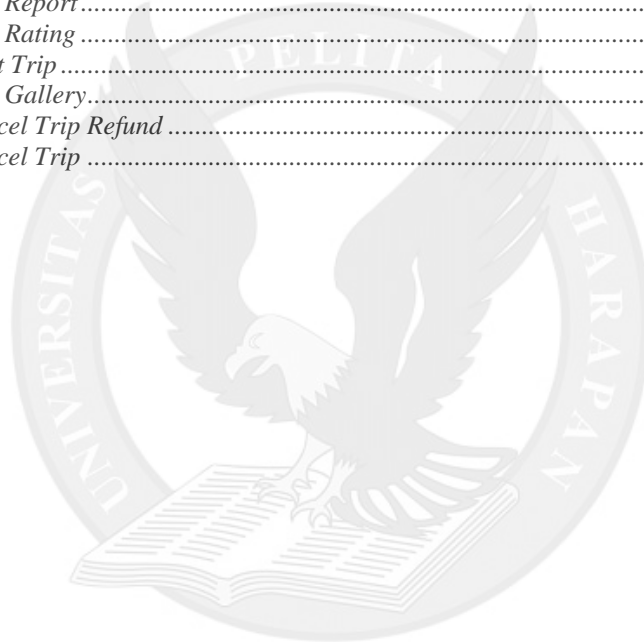 Report
Rating
t Trip
Gallery
cel Trip Refund
cel Trip
UNIVERSITAS PELITA HARAPAN